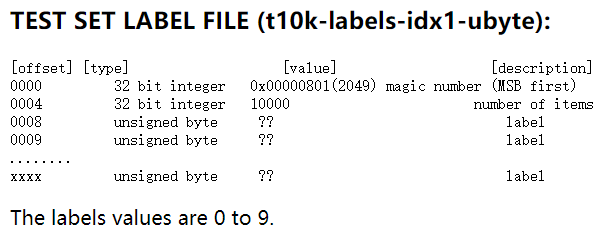 TEST SET LABEL FILE (t10k-labels-idx1-ubyte):
[offset] [type] [value] [description]
0000 32 bit integer 0x00000801(2049) magic number (MSB first)
0004 32 bit integer 10000 number of items
0008 unsigned byte ?? label
0009 unsigned byte ?? label
........
xxxx unsigned byte ?? label
The labels values are 0 to 9.